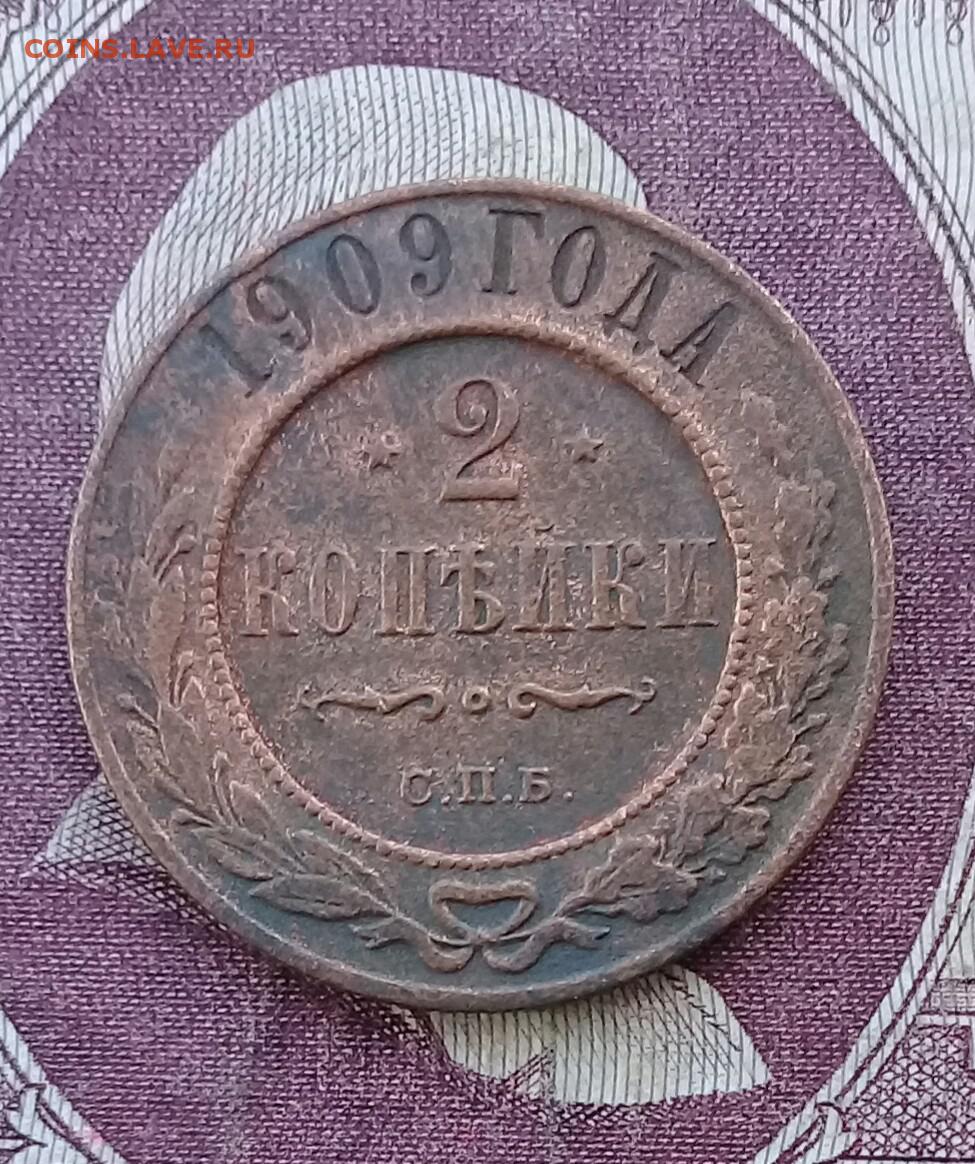 COINS.LAVE.RU
1909 ГОДА
2
КОПѢЙКИ
С.П.Б.